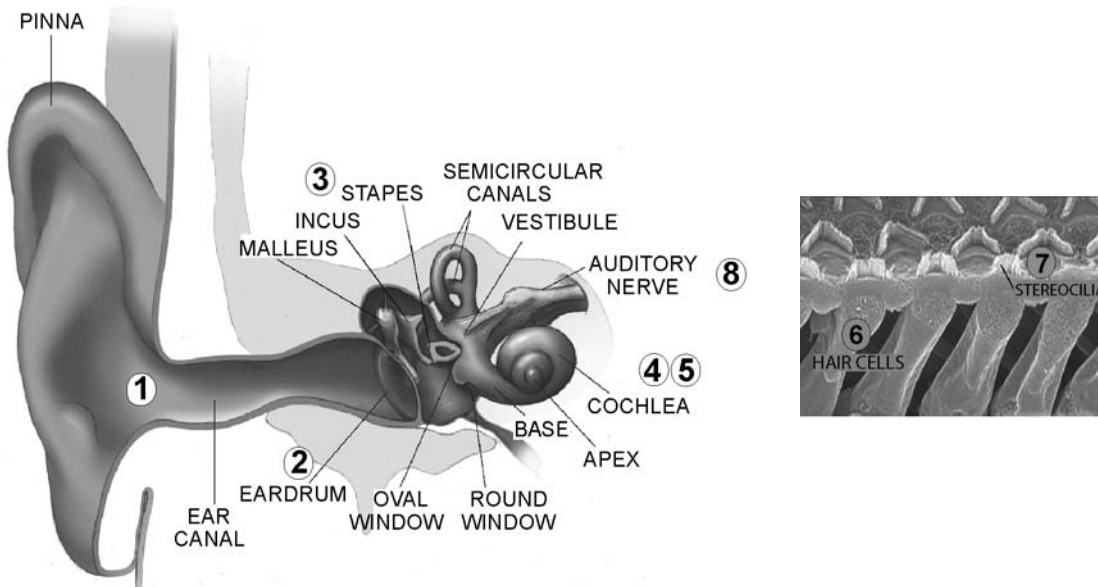 PINNA
3
STAPES
INCUS
MALLEUS
SEMICIRCULAR
CANALS
VESTIBULE
AUDITORY
NERVE
8
1
2
EARDRUM
EAR
CANAL
OVAL
WINDOW
ROUND
WINDOW
4 5
COCHLEA
BASE
APEX
7
STEREOCILIA
6
HAIR CELLS